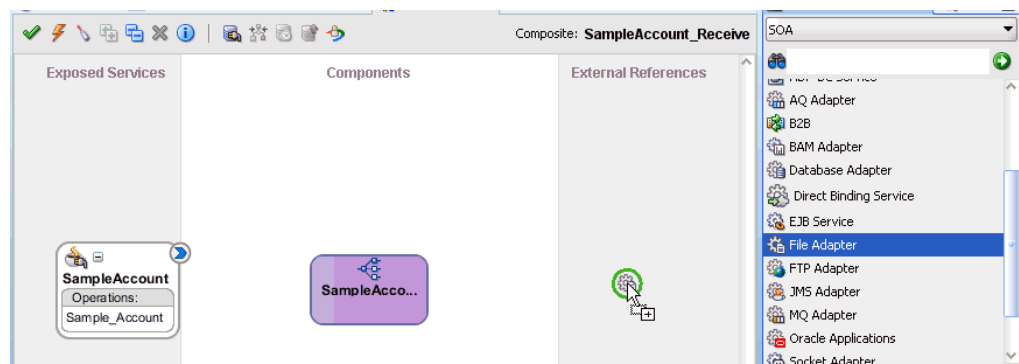 Composite: SampleAccount_Receive
Exposed Services
Components
External References
SampleAccount
Operations:
Sample_Account
SampleAcco...
SOA
AQ Adapter
B2B
BAM Adapter
Database Adapter
Direct Binding Service
EJB Service
File Adapter
FTP Adapter
JMS Adapter
MQ Adapter
Oracle Applications
Socket Adapter